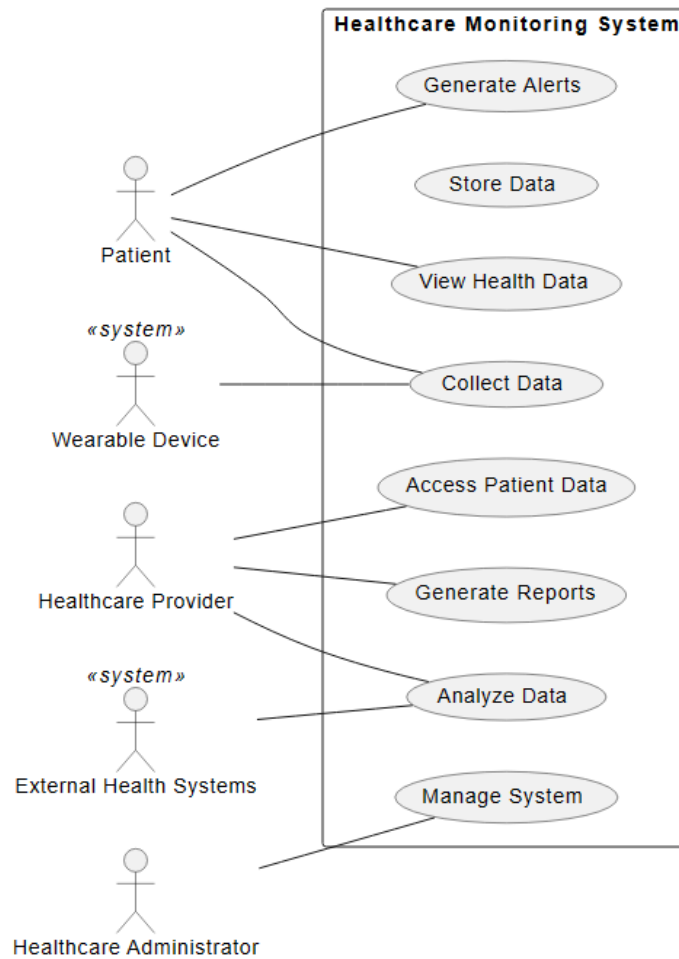 Healthcare Monitoring System
Generate Alerts
Store Data
Patient
View Health Data
«system»
Collect Data
Wearable Device
Access Patient Data
Healthcare Provider
Generate Reports
«system»
Analyze Data
External Health Systems
Manage System
Healthcare Administrator